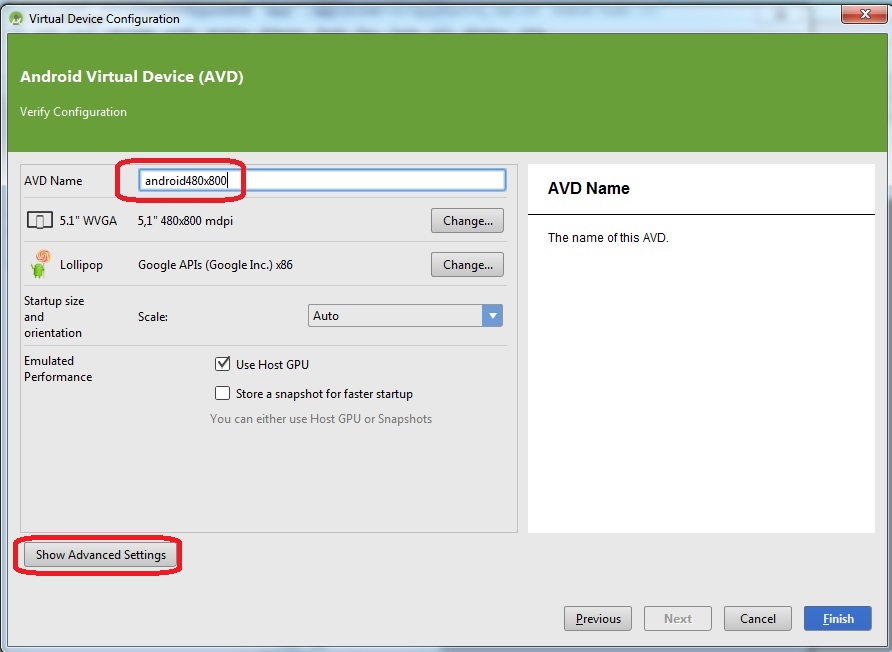 Virtual Device Configuration
Android Virtual Device (AVD)
Verify Configuration
AVD Name
android480x800
5.1" WVGA
5,1" 480x800 mdpi
Change...
Lollipop
Google APIs (Google Inc.) x86
Change...
Startup size
and
orientation
Scale:
Auto
Emulated
Performance
Use Host GPU
Store a snapshot for faster startup
You can either use Host GPU or Snapshots
AVD Name
The name of this AVD.
Show Advanced Settings
Previous
Next
Cancel
Finish